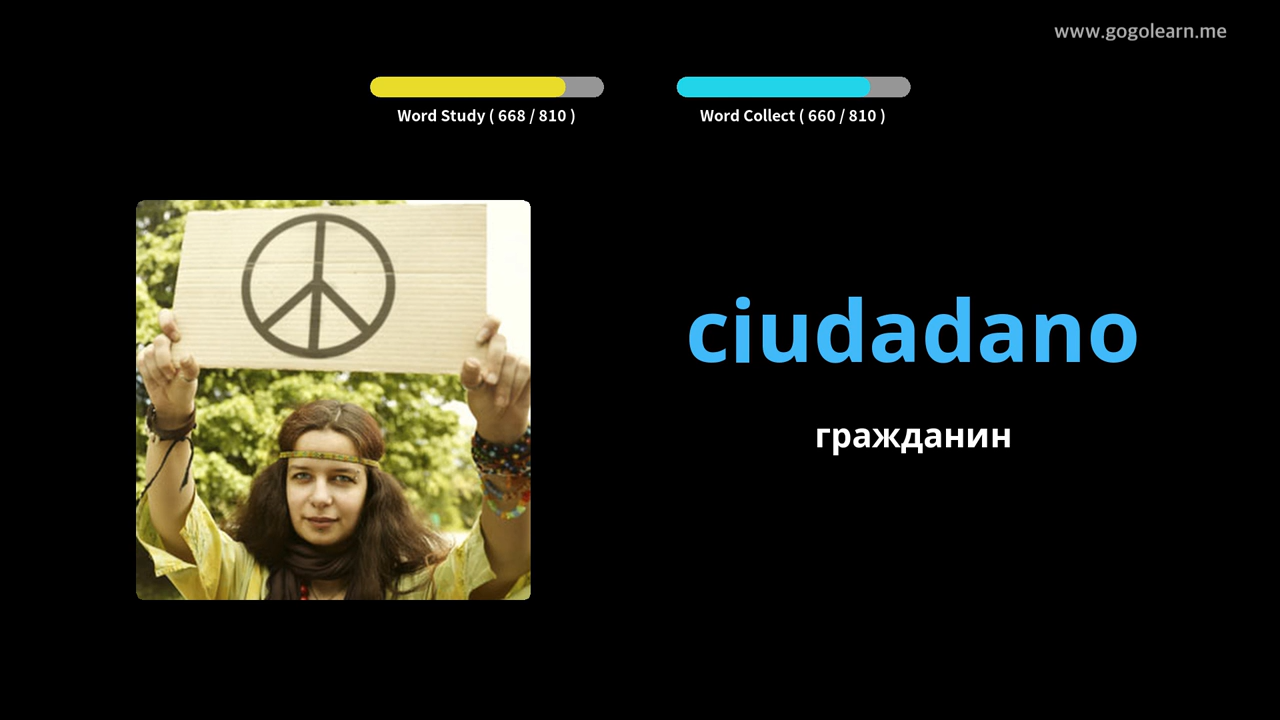 www.gogolearn.me
Word Study ( 668 / 810 )
Word Collect ( 660 / 810 )
ciudadano
гражданин